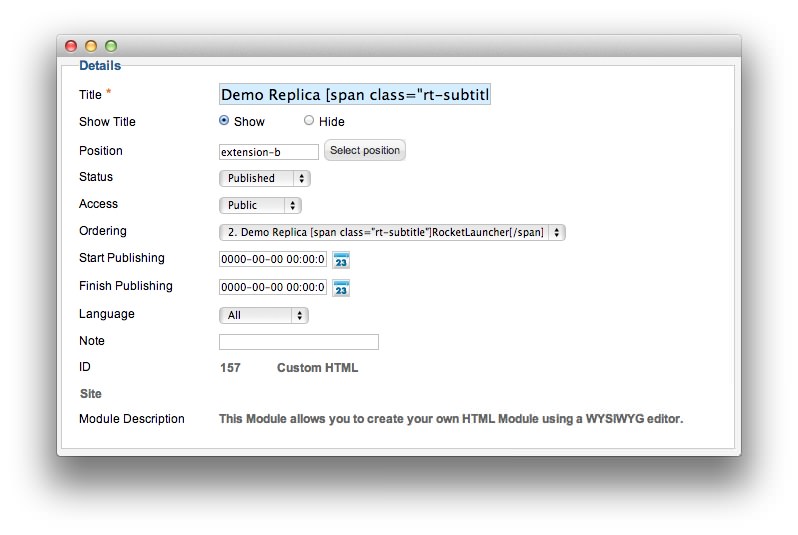 Details
Title * Demo Replica [span class="rt-subtitl
Show Title Show Hide
Position extension-b Select position
Status Published
Access Public
Ordering 2. Demo Replica [span class="rt-subtitle"]RocketLauncher[/span]
Start Publishing 0000-00-00 00:00:0 23
Finish Publishing 0000-00-00 00:00:0 23
Language All
Note
ID 157 Custom HTML
Site
Module Description This Module allows you to create your own HTML Module using a WYSIWYG editor.